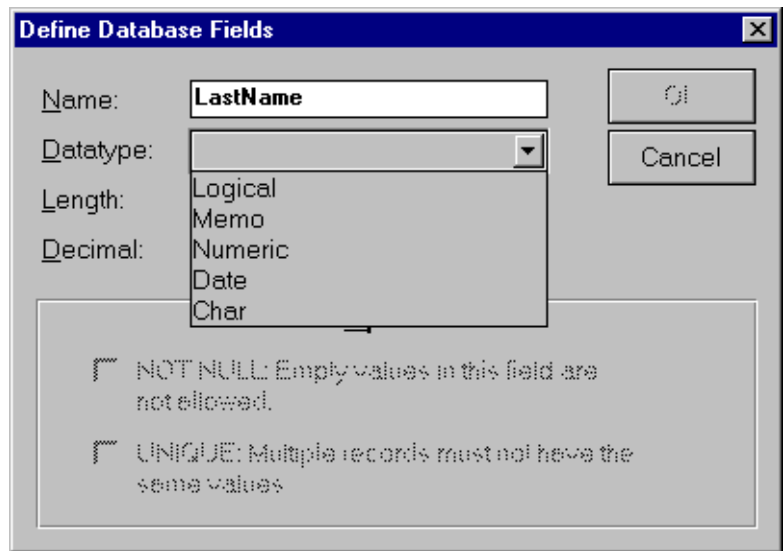 Define Database Fields
Name:
LastName
Datatype:
Cancel
Length:
Decimal:
Logical
Memo
Numeric
Date
Char
NOT NULL: Empty values in this field are
not allowed.
UNIQUE: Multiple records must not have the
same values